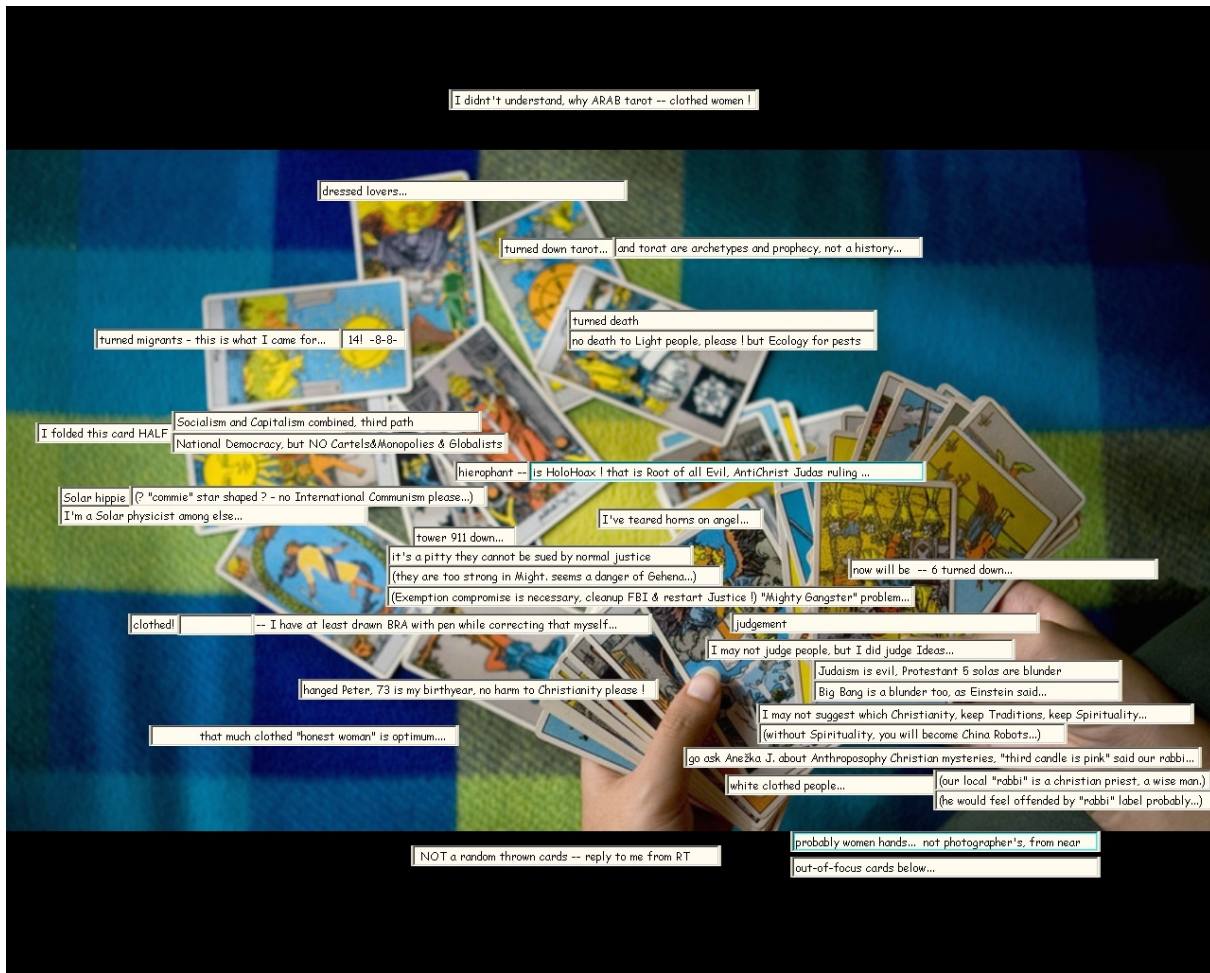 I didnt't understand, why ARAB tarot -- clothed women !
dressed lovers...
turned down tarot... and torat are archetypes and prophecy, not a history...
turned death
no death to Light people, please ! but Ecology for pests
turned migrants - this is what I came for... 14! -8-8-
I folded this card HALF
Socialism and Capitalism combined, third path
National Democracy, but NO Cartels&Monopolies & Globalists
hierophant -- is HoloHoax ! that is Root of all Evil, AntiChrist Judas ruling ...
Solar hippie (? "commie" star shaped ? - no International Communism please...)
I'm a Solar physicist among else...
I've teared horns on angel...
tower 911 down...
it's a pitty they cannot be sued by normal justice
(they are too strong in Might. seems a danger of Gehena...)
(Exemption compromise is necessary, cleanup FBI & restart Justice !) "Mighty Gangster" problem...
now will be -- 6 turned down...
clothed! -- I have at least drawn BRA with pen while correcting that myself...
judgement
I may not judge people, but I did judge Ideas...
Judaism is evil, Protestant 5 solas are blunder
Big Bang is a blunder too, as Einstein said...
hanged Peter, 73 is my birthyear, no harm to Christianity please !
I may not suggest which Christianity, keep Traditions, keep Spirituality...
(without Spirituality, you will become China Robots...)
that much clothed "honest woman" is optimum....
go ask Anežka J. about Anthroposophy Christian mysteries, "third candle is pink" said our rabbi...
white clothed people...
(our local "rabbi" is a christian priest, a wise man.)
(he would feel offended by "rabbi" label probably...)
NOT a random thrown cards -- reply to me from RT
probably women hands... not photographer's, from near
out-of-focus cards below...